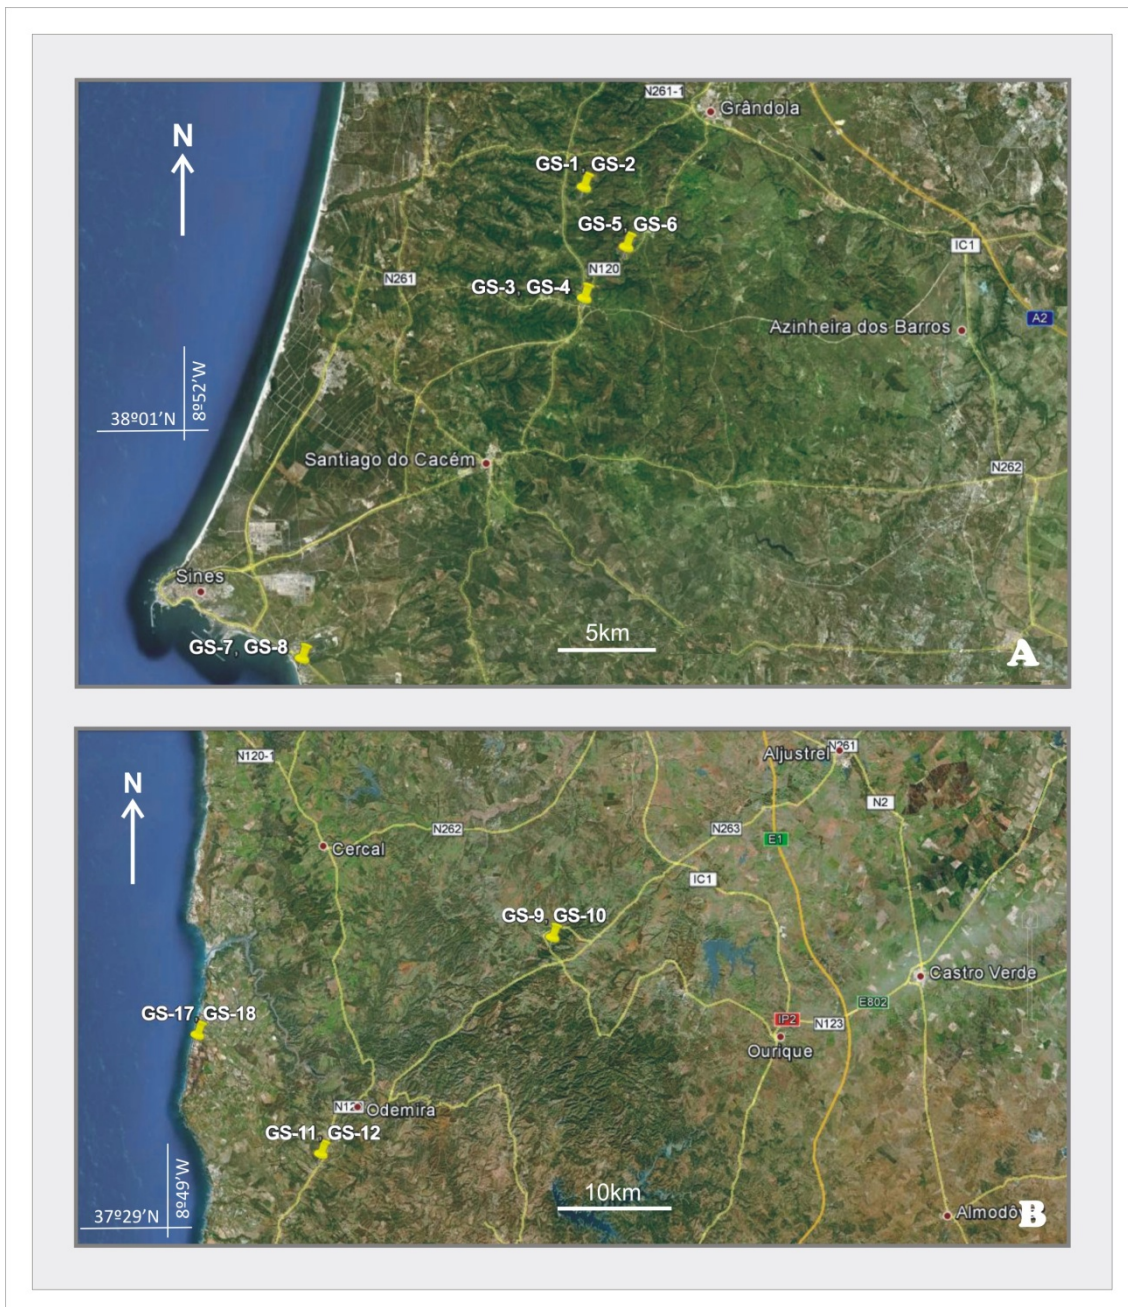 N261-1
Grândola
N
GS-1, GS-2
GS-5, GS-6
IC1
N120
N261
GS-3, GS-4
A2
Azinheira dos Barros
8º52'W
38º01'N
Santiago do Cacém
N262
Sines
5km
GS-7, GS-8
A
N261
Aljustrel
N120-1
N
N2
N262
N263
E1
Cercal
IC1
GS-9, GS-10
Castro Verde
E802
GS-17, GS-18
IP2
N123
Ourique
Odemira
GS-11, GS-12
8º49'W
10km
37º29'N
B